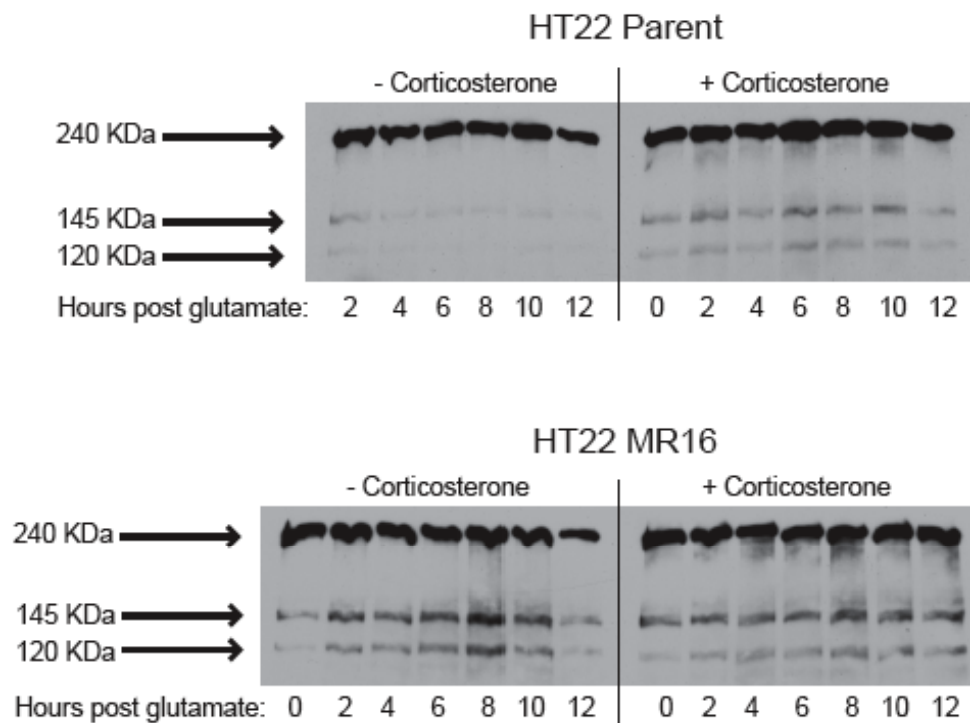 HT22 Parent
- Corticosterone + Corticosterone
240 KDa
145 KDa
120 KDa
Hours post glutamate: 2 4 6 8 10 12 0 2 4 6 8 10 12
HT22 MR16
- Corticosterone + Corticosterone
240 KDa
145 KDa
120 KDa
Hours post glutamate: 0 2 4 6 8 10 12 0 2 4 6 8 10 12